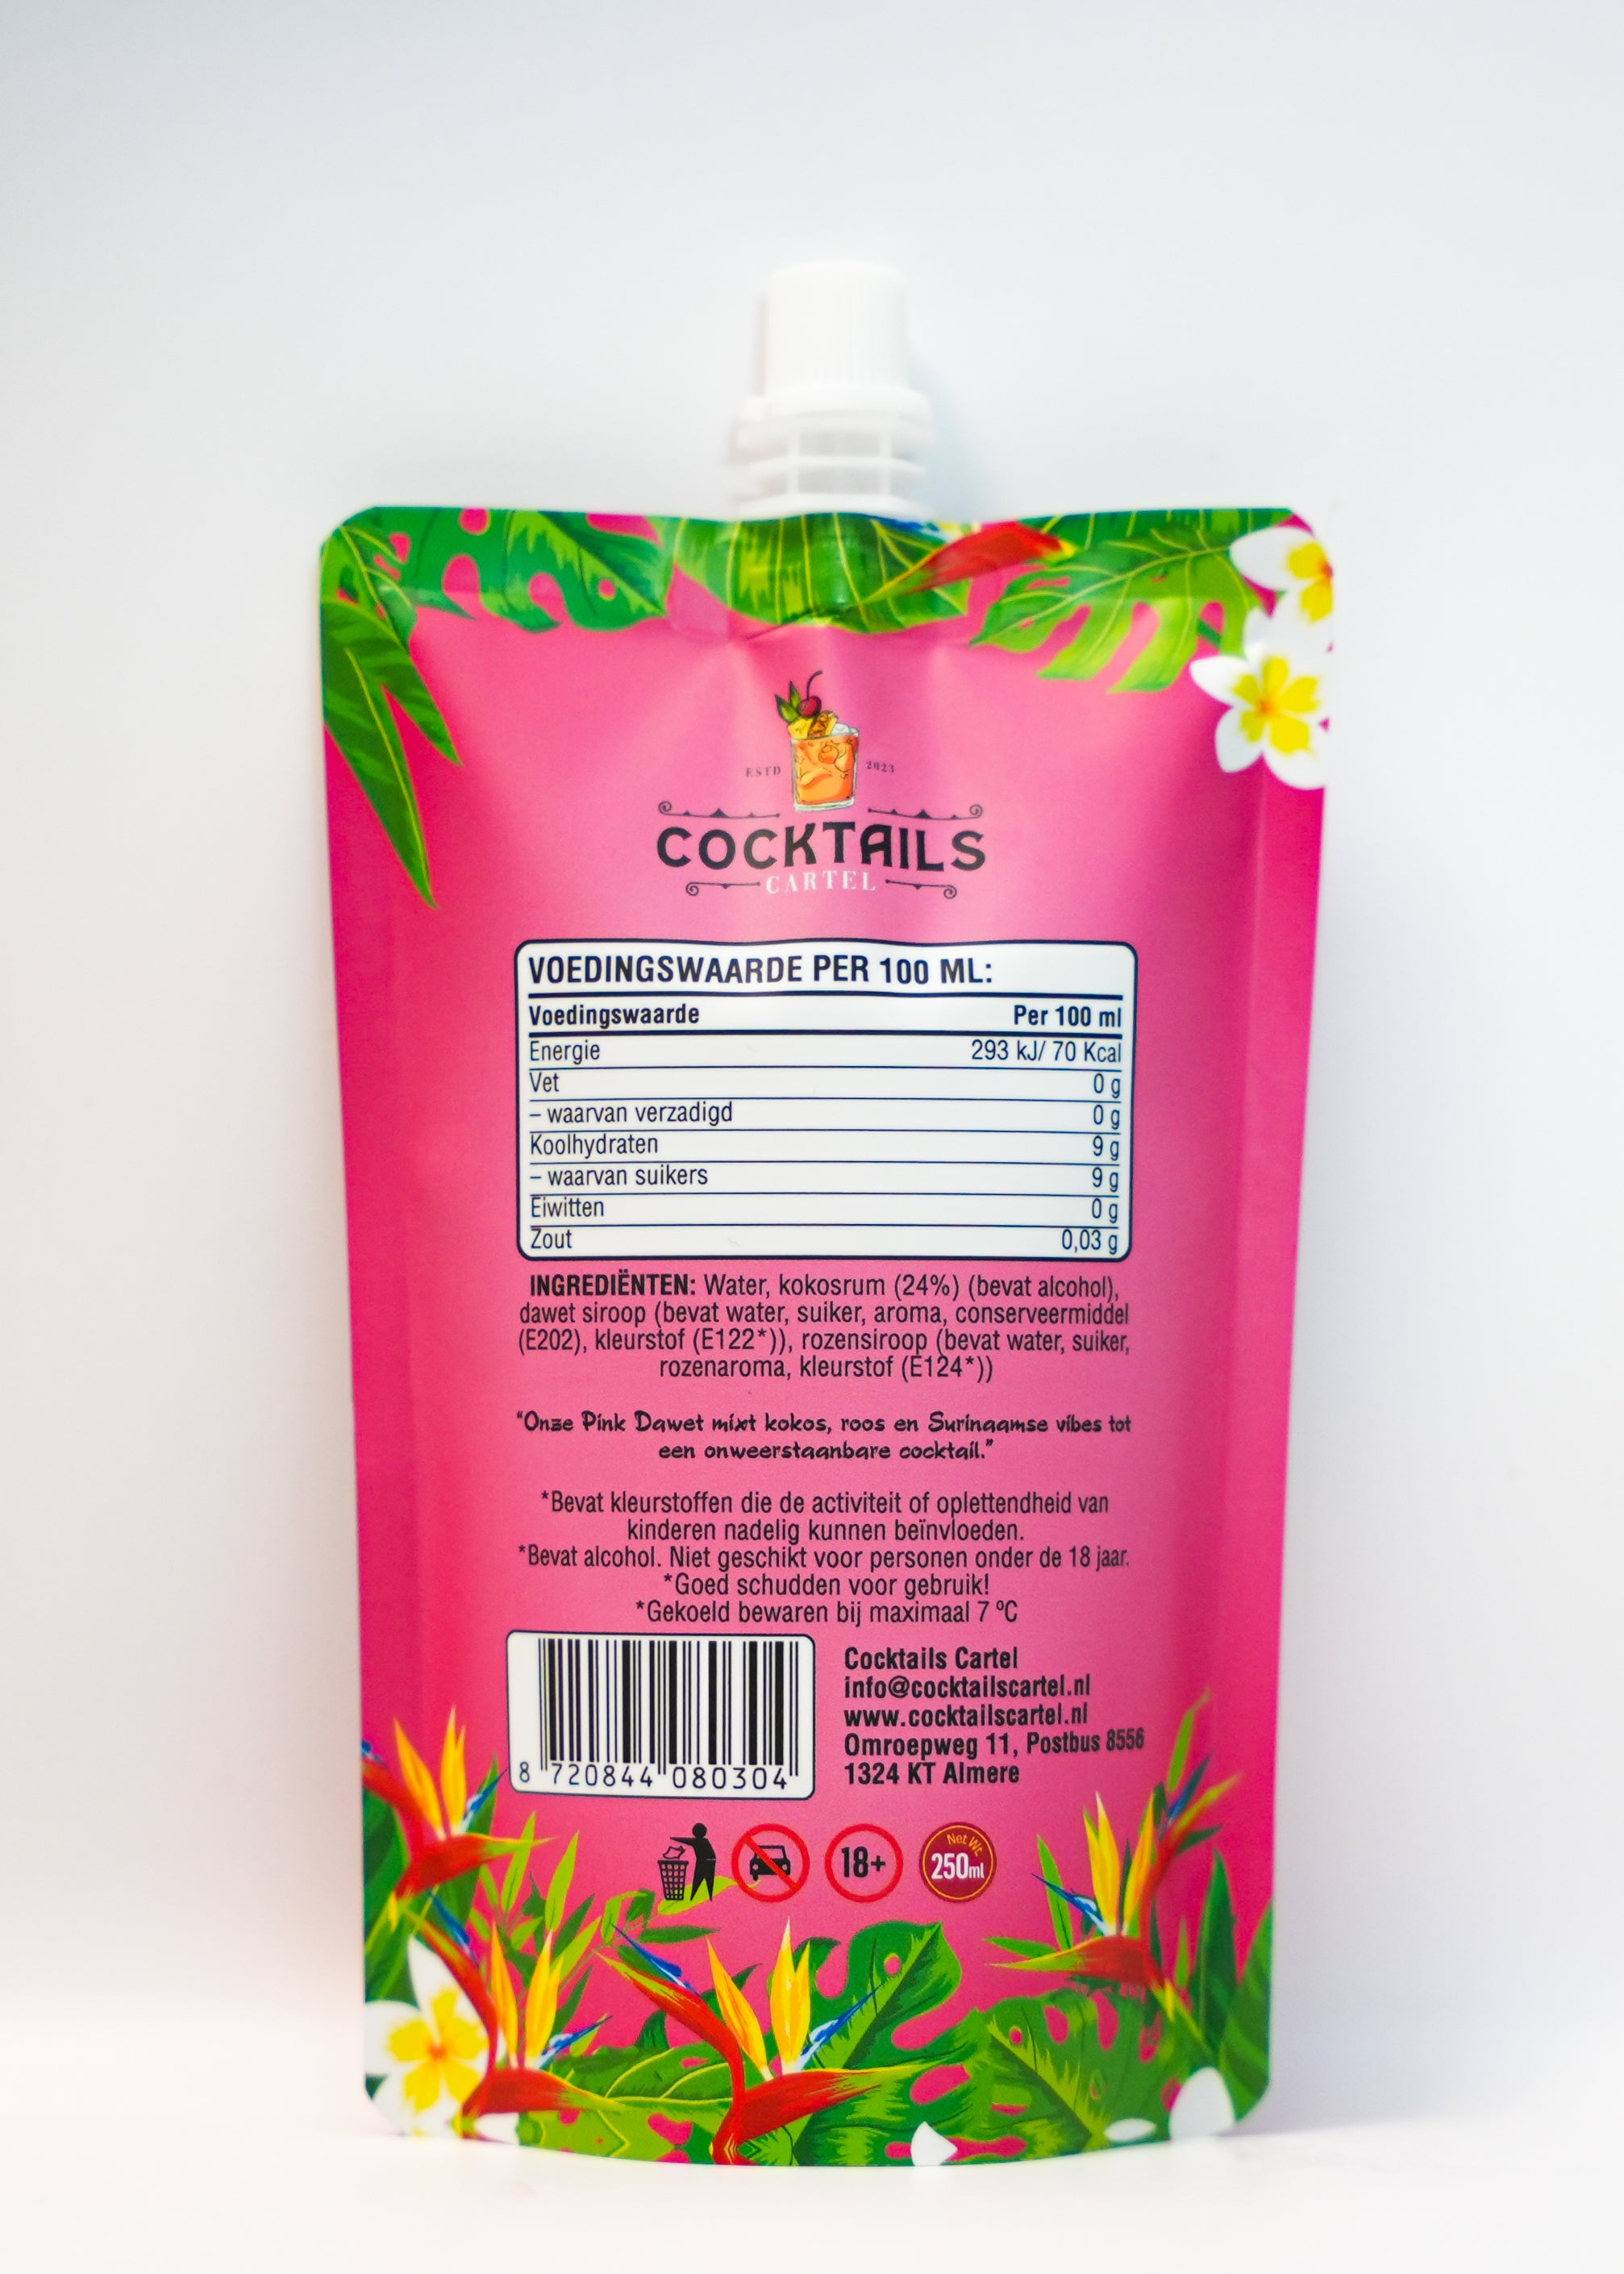 ESTD 2023
COCKTAILS
CARTEL
VOEDINGSWAARDE PER 100 ML:
Voedingswaarde Per 100 ml
Energie 293 kJ/ 70 Kcal
Vet 0 g
– waarvan verzadigd 0 g
Koolhydraten 9 g
– waarvan suikers 9 g
Eiwitten 0 g
Zout 0,03 g
INGREDIËNTEN: Water, kokosrum (24%) (bevat alcohol),
dawet siroop (bevat water, suiker, aroma, conserveermiddel
(E202), kleurstof (E122*)), rozensiroop (bevat water, suiker,
rozenaroma, kleurstof (E124*))
"Onze Pink Dawet mixt kokos, roos en Surinaamse vibes tot
een onweerstaanbare cocktail."
*Bevat kleurstoffen die de activiteit of oplettendheid van
kinderen nadelig kunnen beïnvloeden.
*Bevat alcohol. Niet geschikt voor personen onder de 18 jaar.
*Goed schudden voor gebruik!
*Gekoeld bewaren bij maximaal 7 ºC
Cocktails Cartel
info@cocktailscartel.nl
www.cocktailscartel.nl
Omroepweg 11, Postbus 8556
1324 KT Almere
8 720844 080304
18+
Net Wt.
250ml